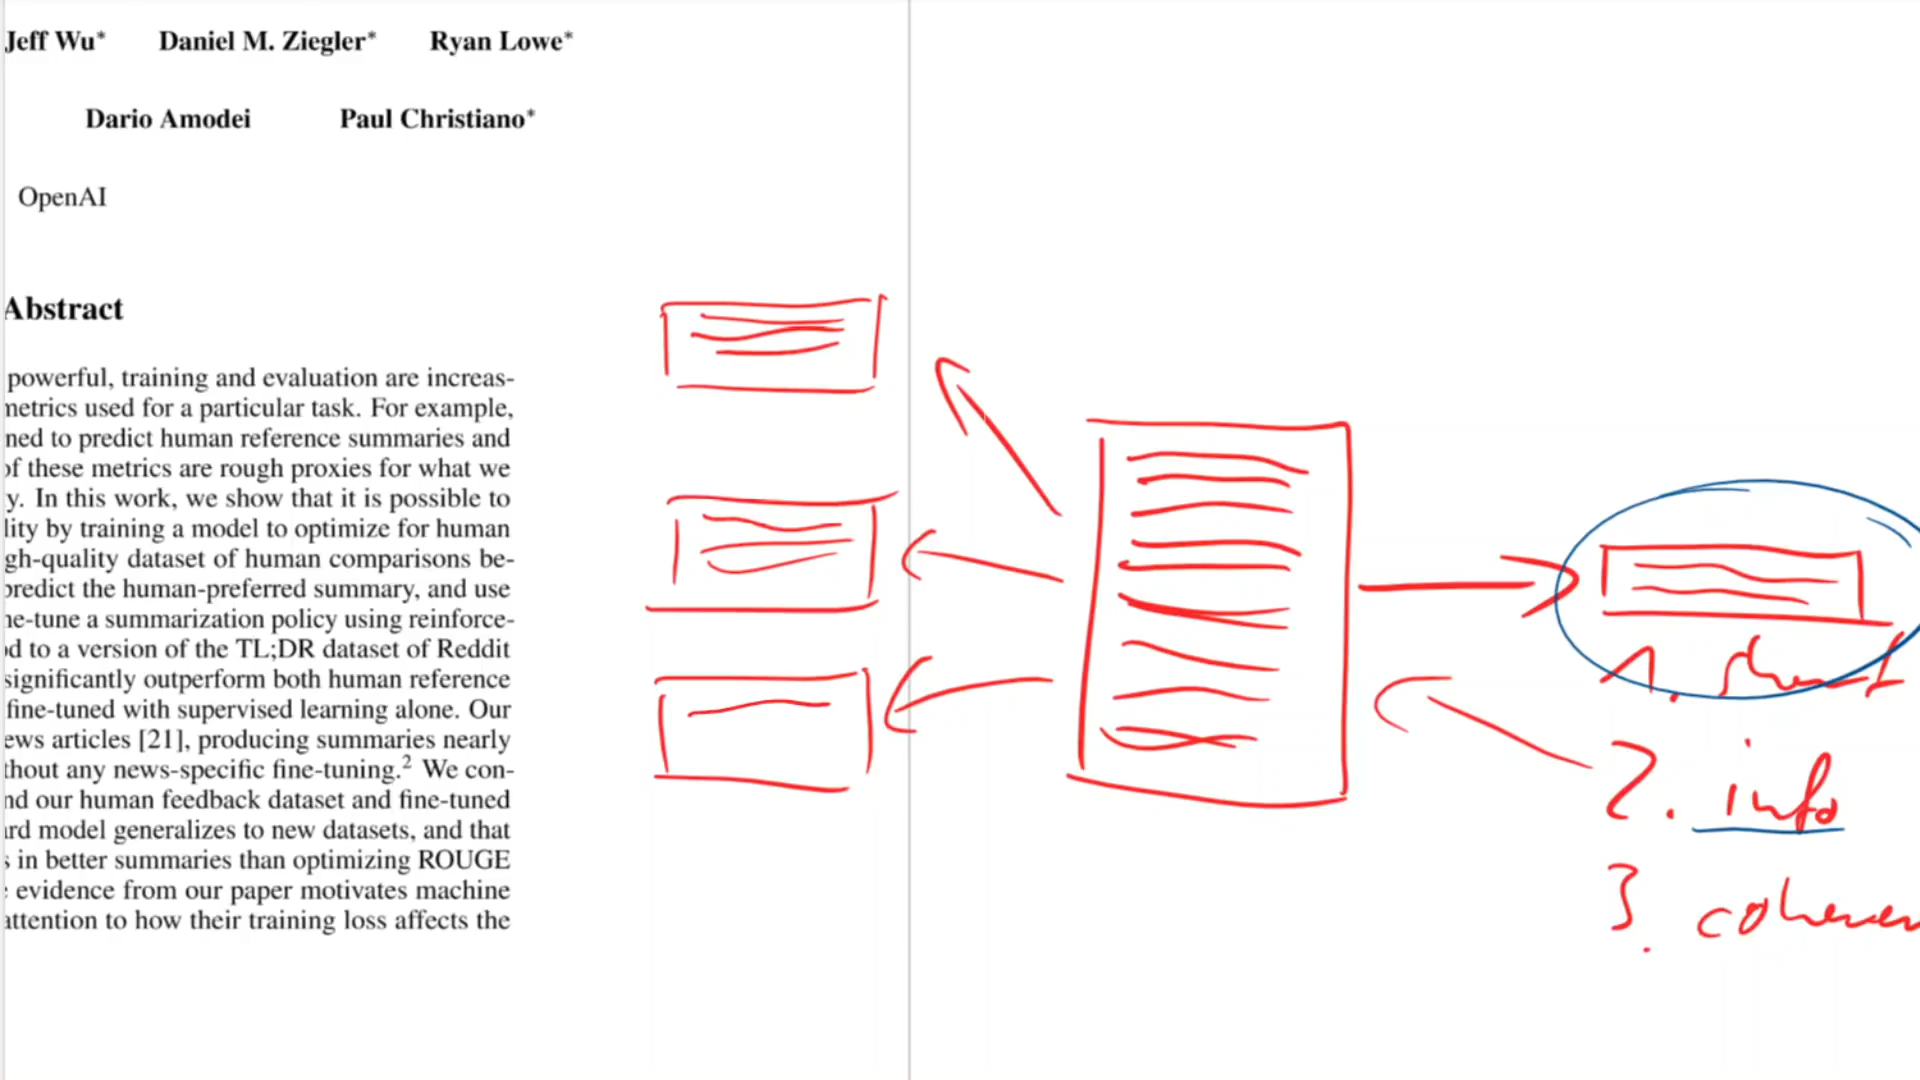 Jeff Wu* Daniel M. Ziegler* Ryan Lowe*
Dario Amodei Paul Christiano*
OpenAI
Abstract
powerful, training and evaluation are increas-
metrics used for a particular task. For example,
ned to predict human reference summaries and
of these metrics are rough proxies for what we
y. In this work, we show that it is possible to
lity by training a model to optimize for human
gh-quality dataset of human comparisons be-
predict the human-preferred summary, and use
ne-tune a summarization policy using reinforce-
d to a version of the TL;DR dataset of Reddit
significantly outperform both human reference
fine-tuned with supervised learning alone. Our
ews articles [21], producing summaries nearly
thout any news-specific fine-tuning.² We con-
nd our human feedback dataset and fine-tuned
rd model generalizes to new datasets, and that
s in better summaries than optimizing ROUGE
evidence from our paper motivates machine
attention to how their training loss affects the
1. short
2. info
3. coheren